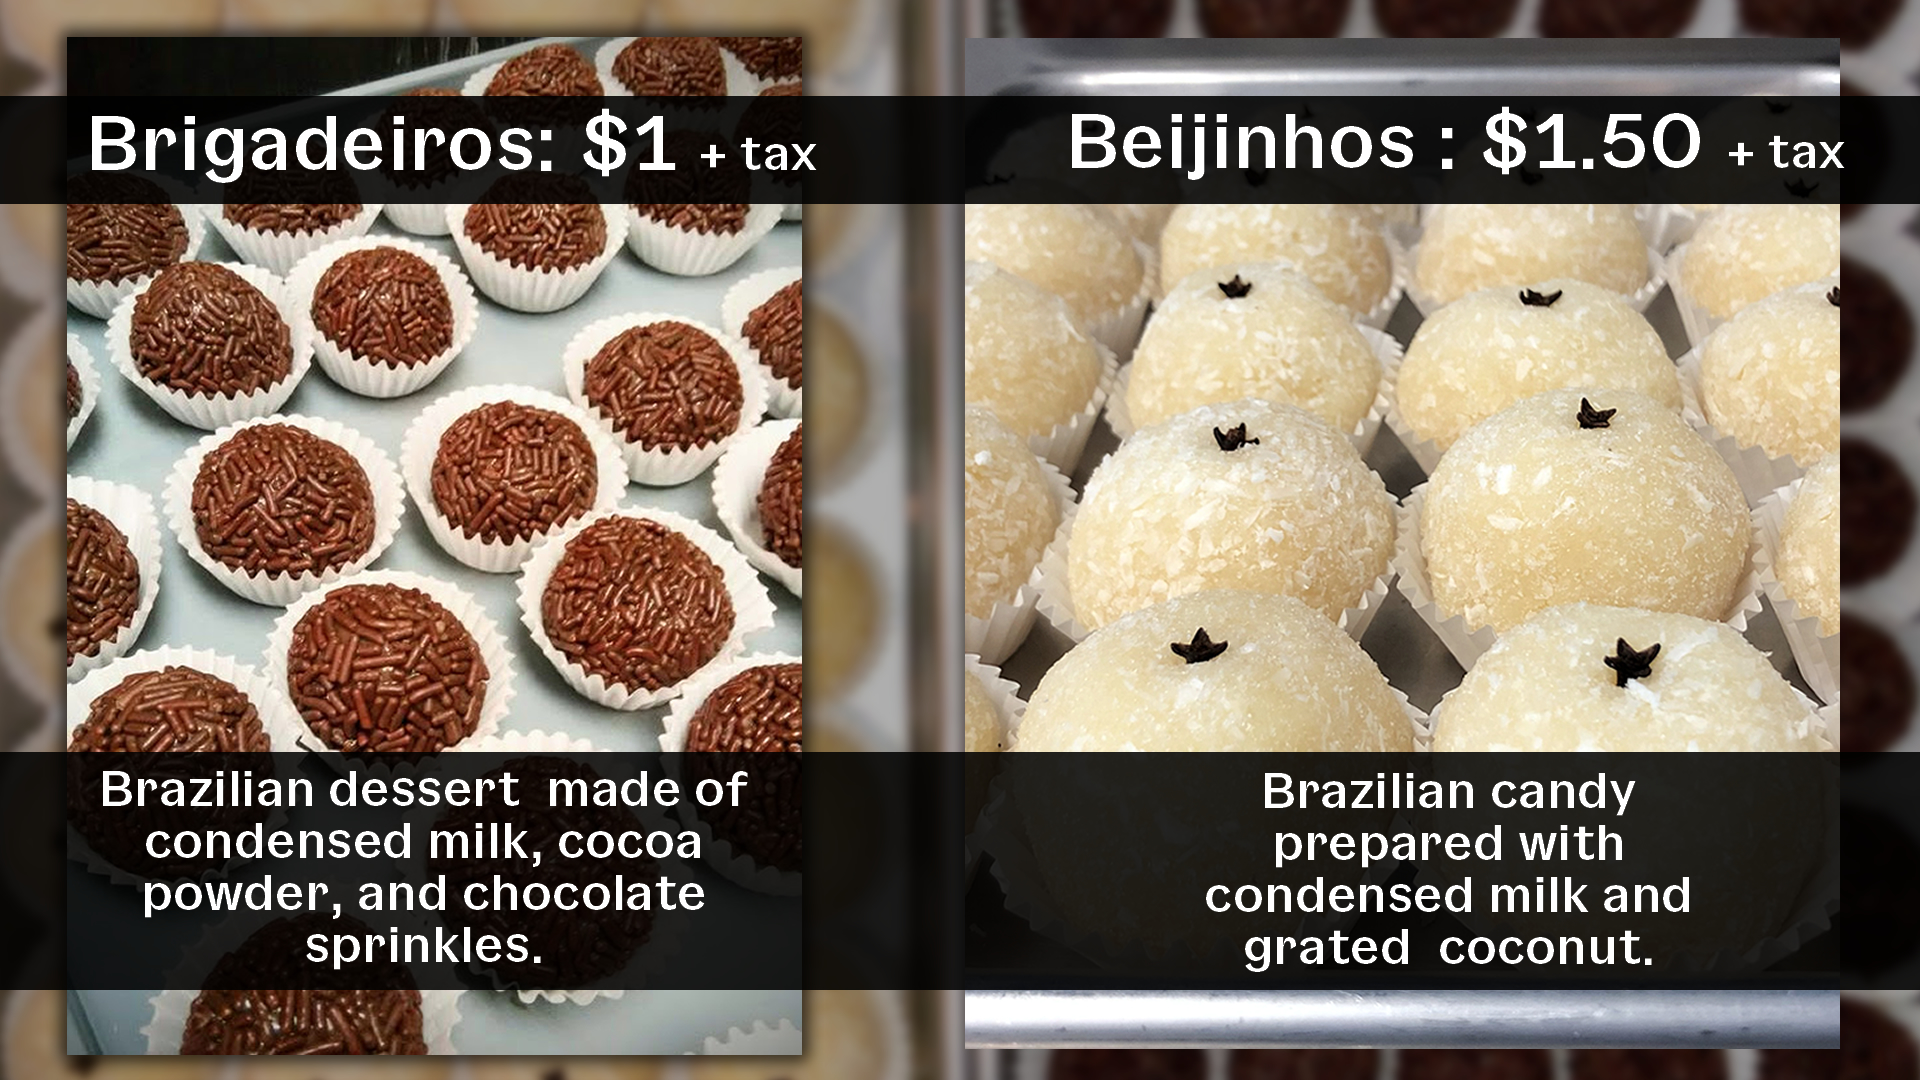 Brigadeiros: $1 + tax
Beijinhos : $1.50 + tax
Brazilian dessert  made of
condensed milk, cocoa
powder, and chocolate
sprinkles.
Brazilian candy
prepared with
condensed milk and
grated  coconut.